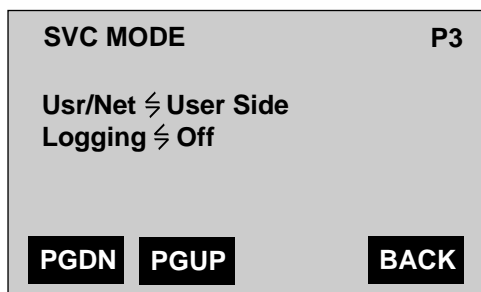 SVC MODE P3
Usr/Net ⇋ User Side
Logging ⇋ Off
PGDN PGUP BACK